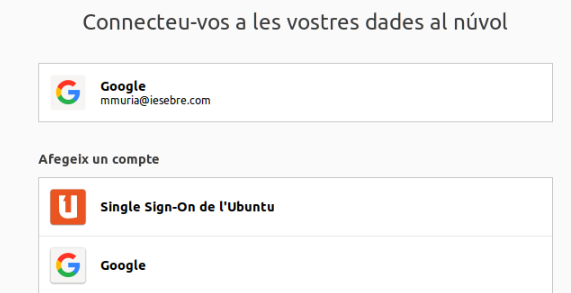 Connecteu-vos a les vostres dades al núvol
Google
mmuria@iesebre.com
Afegeix un compte
Single Sign-On de l'Ubuntu
Google